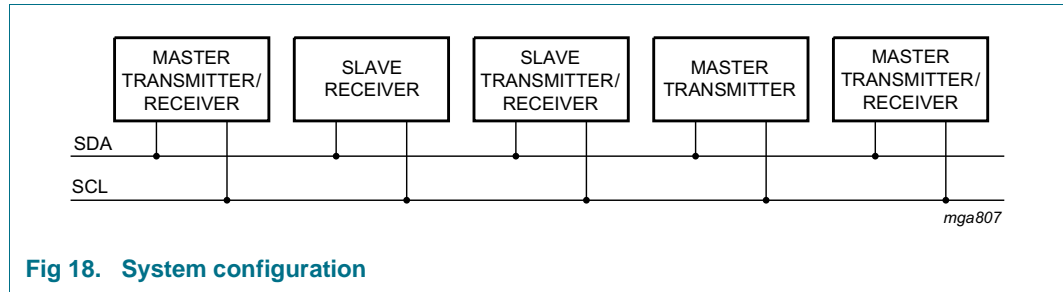 MASTER
TRANSMITTER/
RECEIVER
SLAVE
RECEIVER
SLAVE
TRANSMITTER/
RECEIVER
MASTER
TRANSMITTER
MASTER
TRANSMITTER/
RECEIVER
SDA
SCL
mga807
Fig 18. System configuration